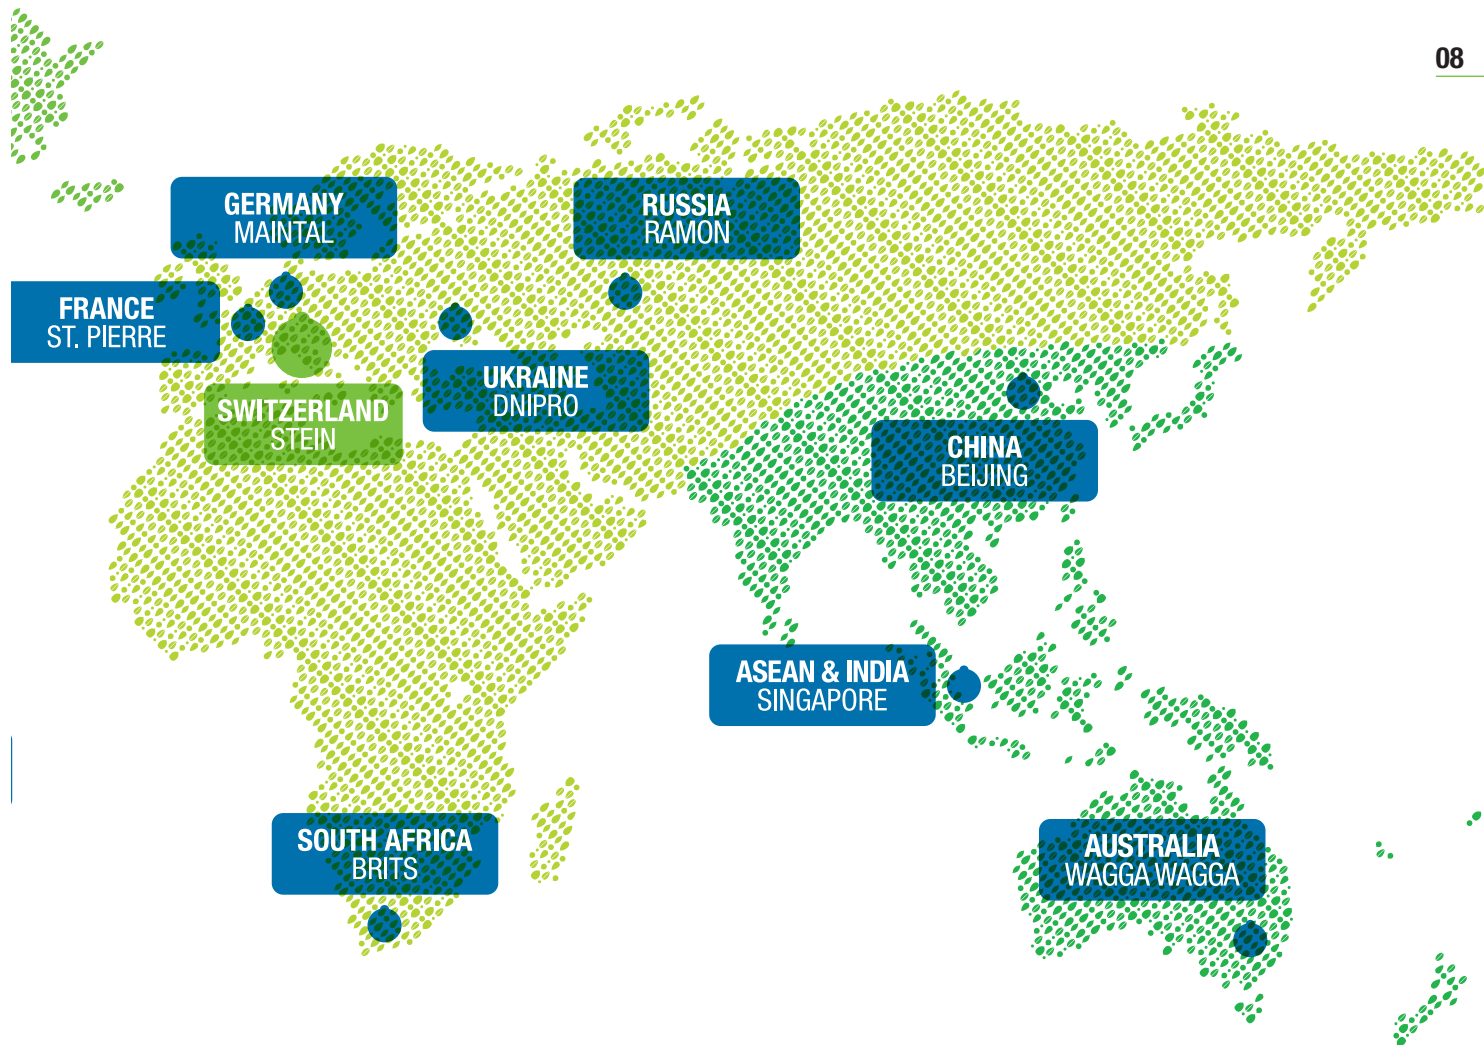 08
GERMANY
MAINTAL
RUSSIA
RAMON
FRANCE
ST. PIERRE
UKRAINE
DNIPRO
SWITZERLAND
STEIN
CHINA
BEIJING
ASEAN & INDIA
SINGAPORE
SOUTH AFRICA
BRITS
AUSTRALIA
WAGGA WAGGA